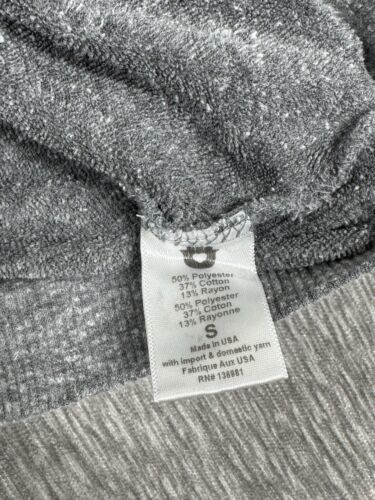 50% Polyester
37% Cotton
13% Rayon
50% Polyester
37% Coton
13% Rayonne
S
Made in USA
with import & domestic yarn
Fabrique Aux USA
RN# 136981